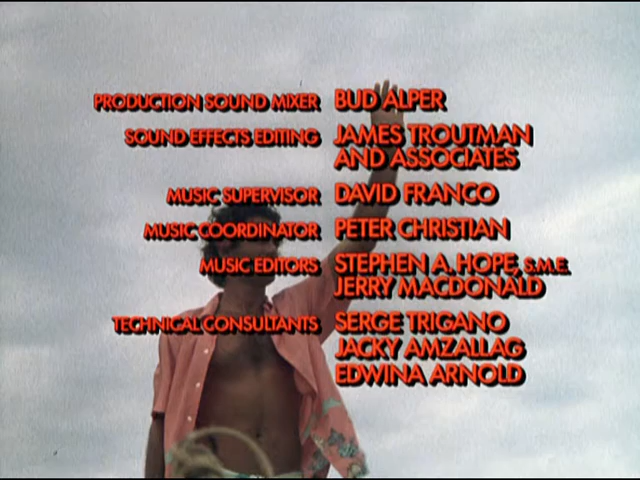 PRODUCTION SOUND MIXER BUD ALPER
SOUND EFFECTS EDITING JAMES TROUTMAN
AND ASSOCIATES
MUSIC SUPERVISOR DAVID FRANCO
MUSIC COORDINATOR PETER CHRISTIAN
MUSIC EDITORS STEPHEN A. HOPE, S.M.E.
JERRY MACDONALD
TECHNICAL CONSULTANTS SERGE TRIGANO
JACKY AMZALLAG
EDWINA ARNOLD